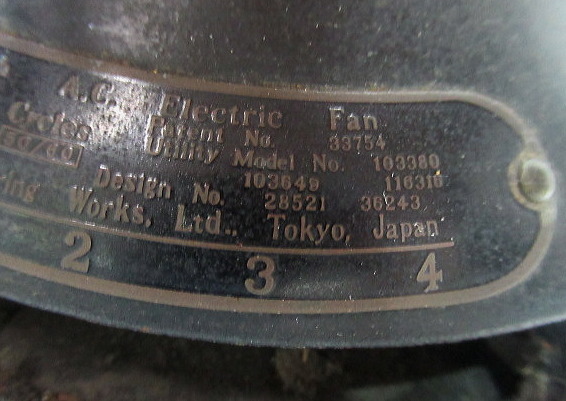 A.C. Electric Fan
Patent No. 33754
Cycles Utility Model No. 103380
50/60 103649 116316
Design No. 28521 36243
Works, Ltd., Tokyo, Japan
2 3 4